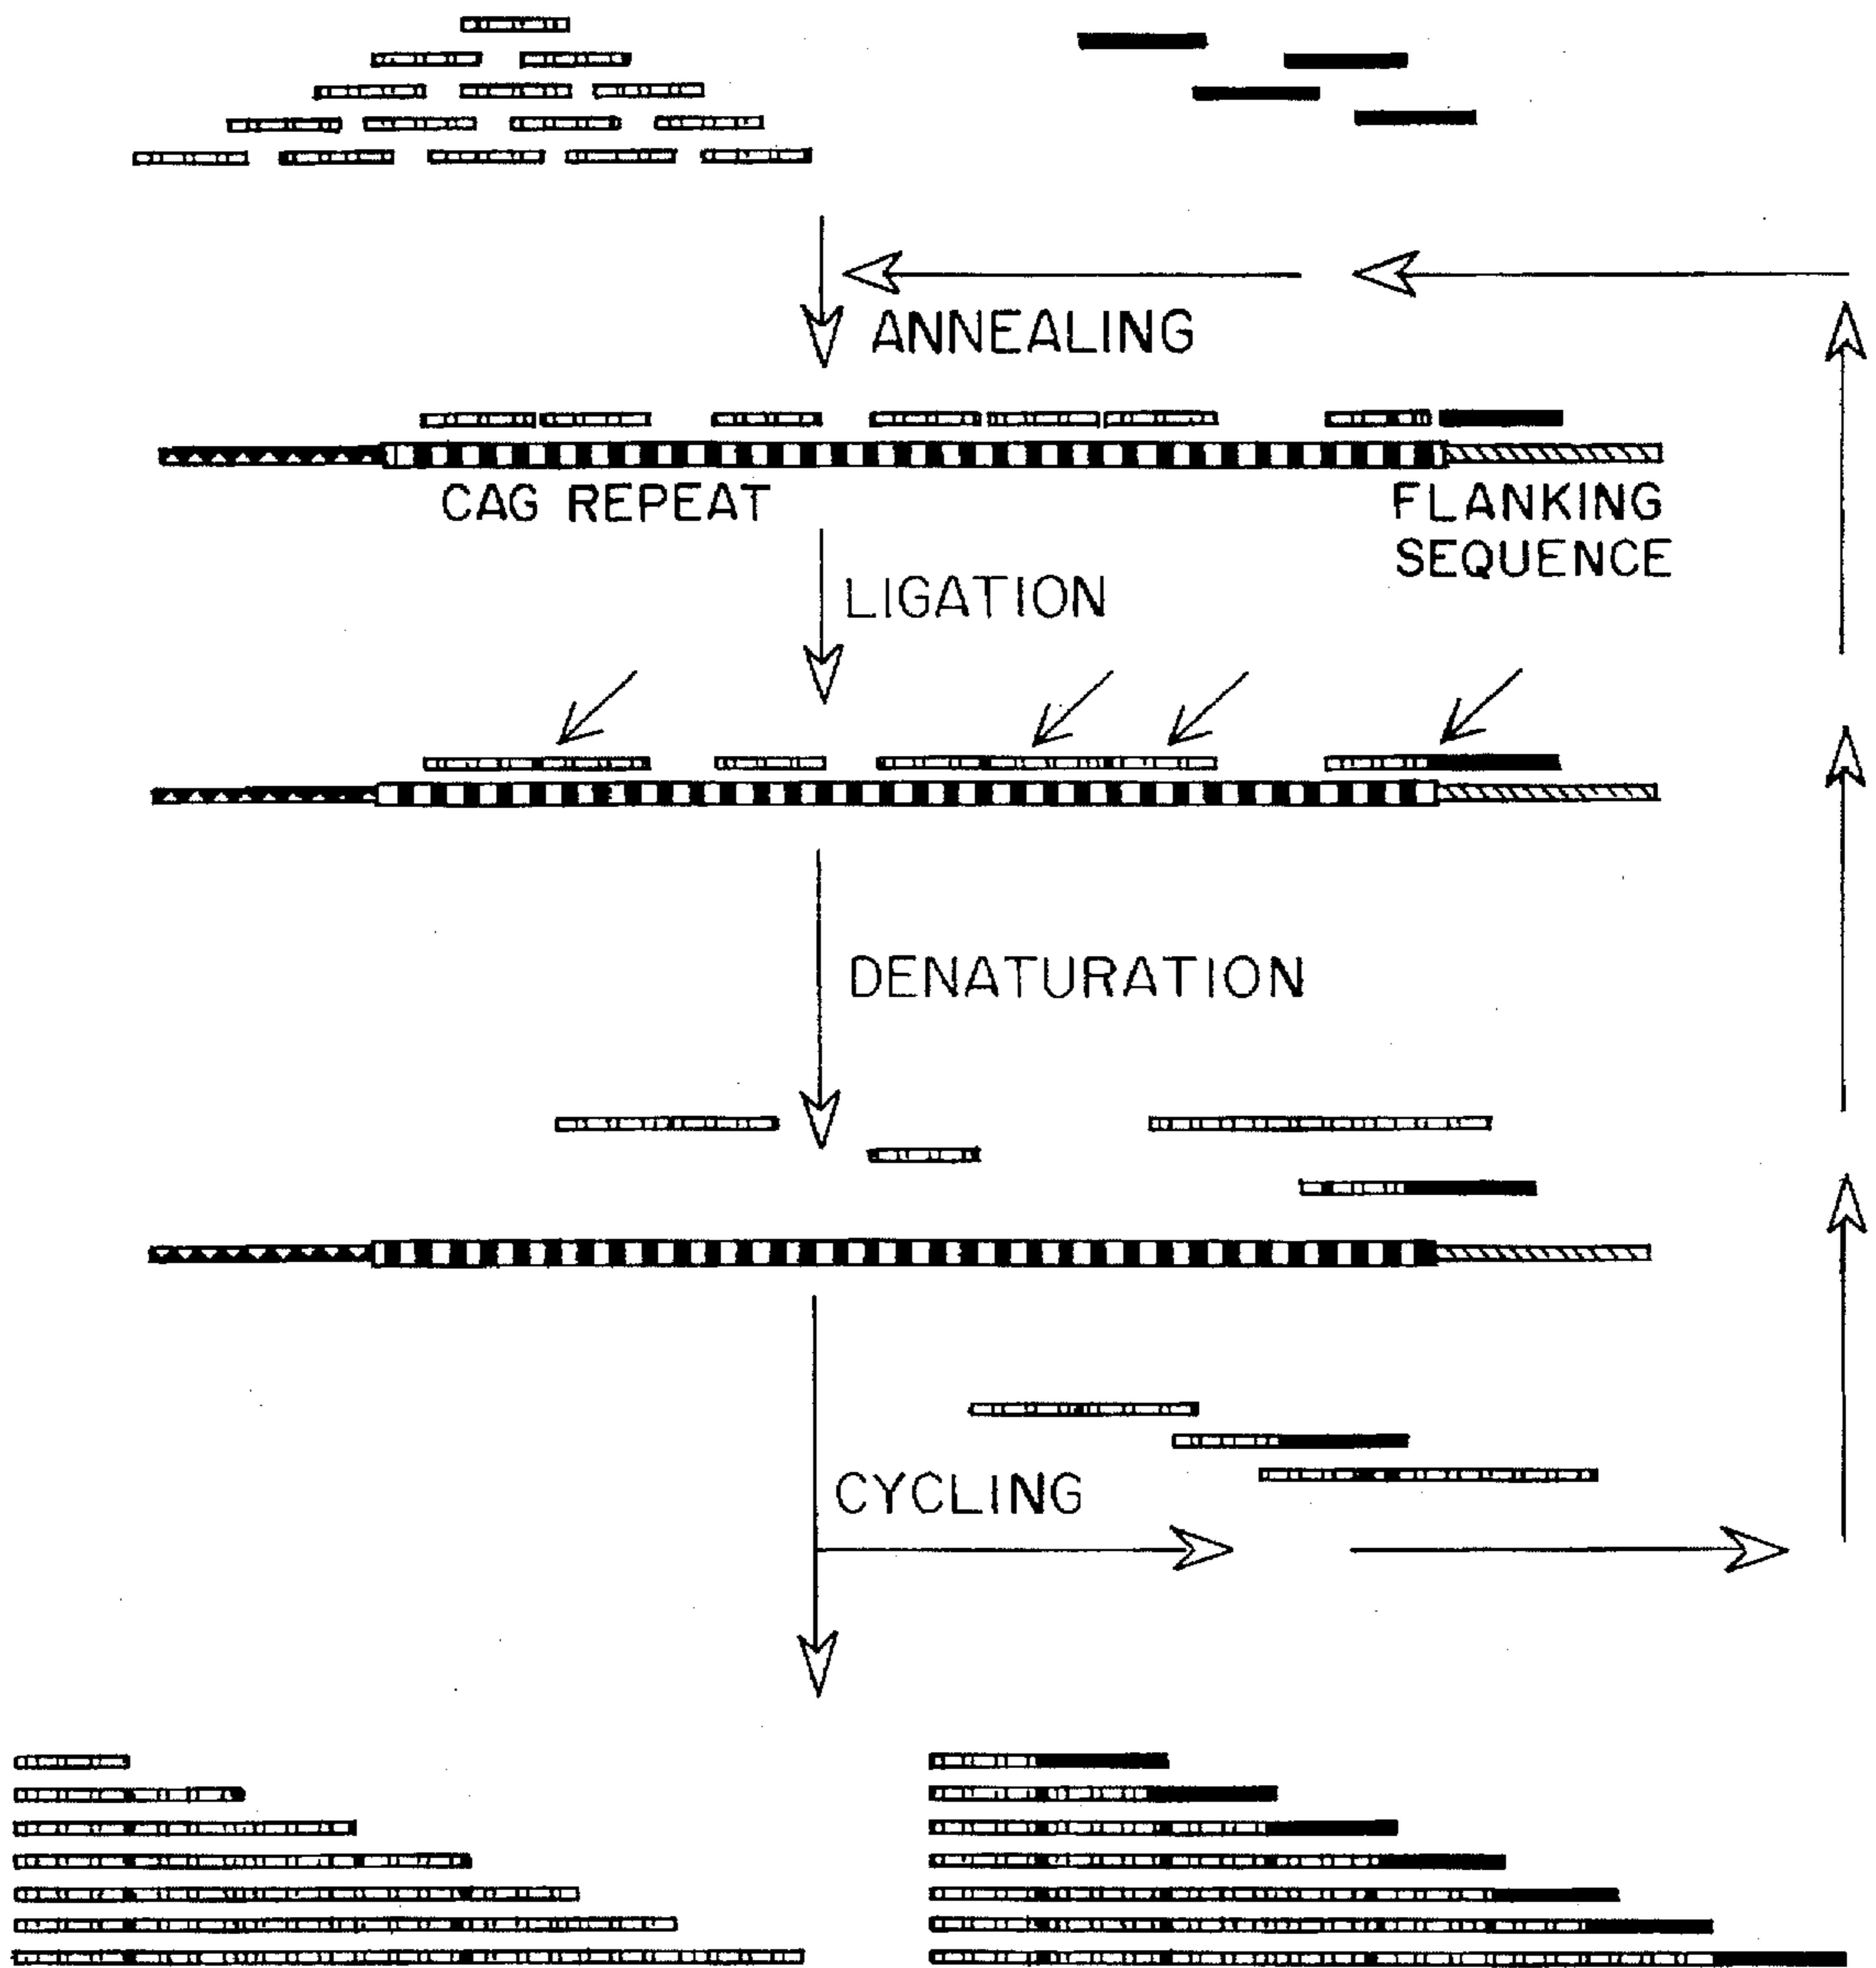 ANNEALING
CAG REPEAT
FLANKING
SEQUENCE
LIGATION
DENATURATION
CYCLING